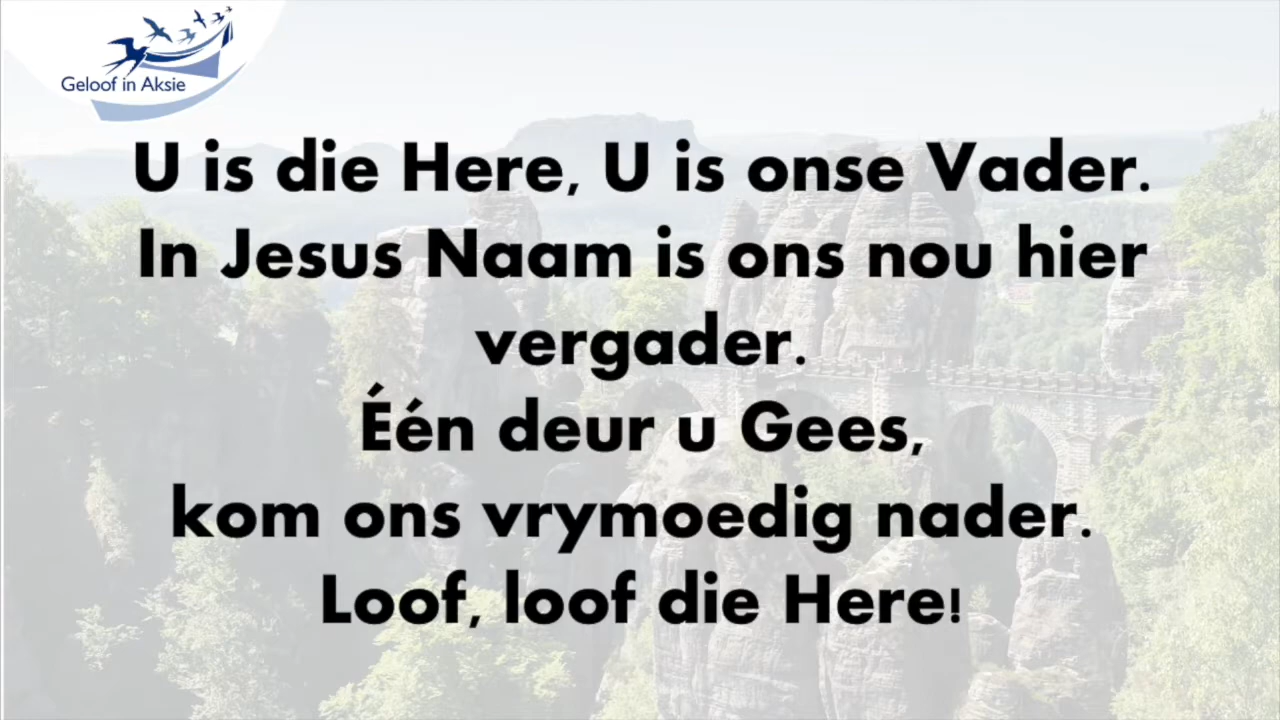 Geloof in Aksie
U is die Here, U is onse Vader.
In Jesus Naam is ons nou hier
vergader.
Één deur u Gees,
kom ons vrymoedig nader.
Loof, loof die Here!